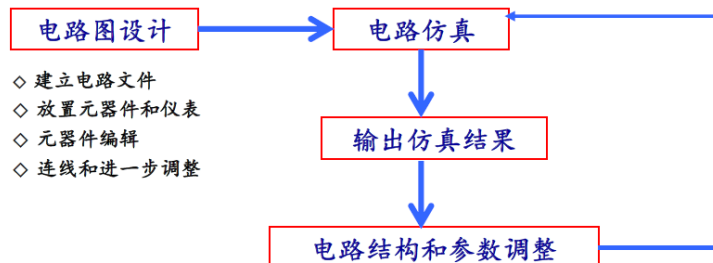 电路图设计
电路仿真
◇ 建立电路文件
◇ 放置元器件和仪表
◇ 元器件编辑
◇ 连线和进一步调整
输出仿真结果
电路结构和参数调整